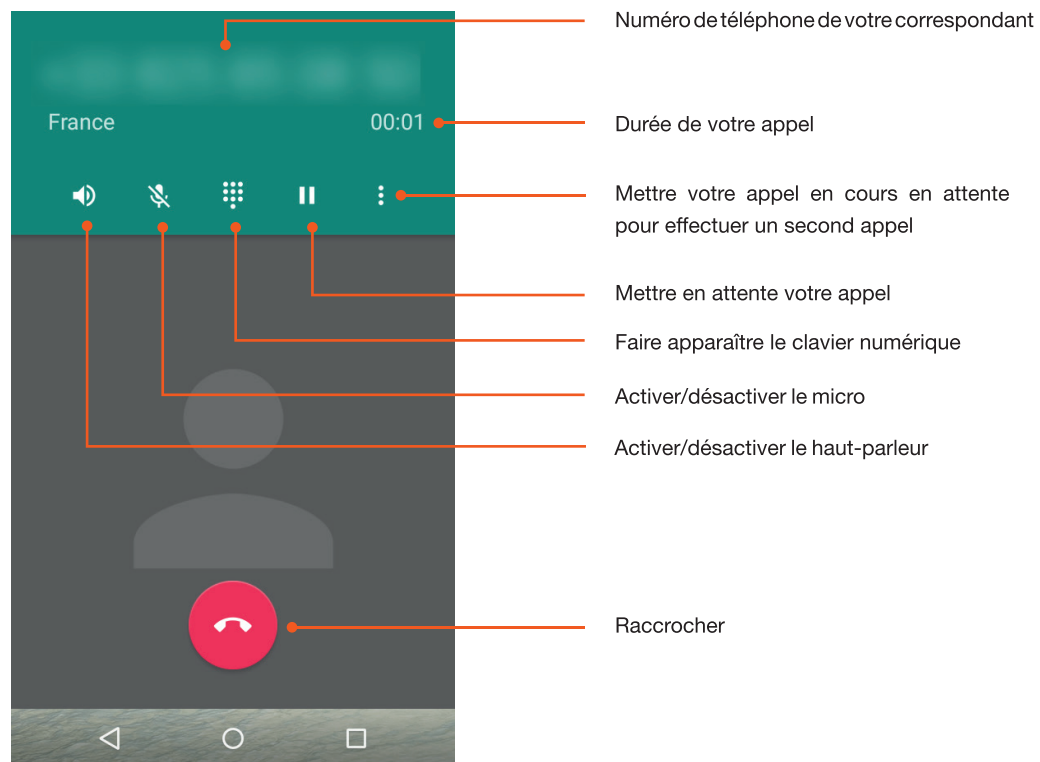 Numéro de téléphone de votre correspondant
France
00:01
Durée de votre appel
Mettre votre appel en cours en attente
pour effectuer un second appel
Mettre en attente votre appel
Faire apparaître le clavier numérique
Activer/désactiver le micro
Activer/désactiver le haut-parleur
Raccrocher